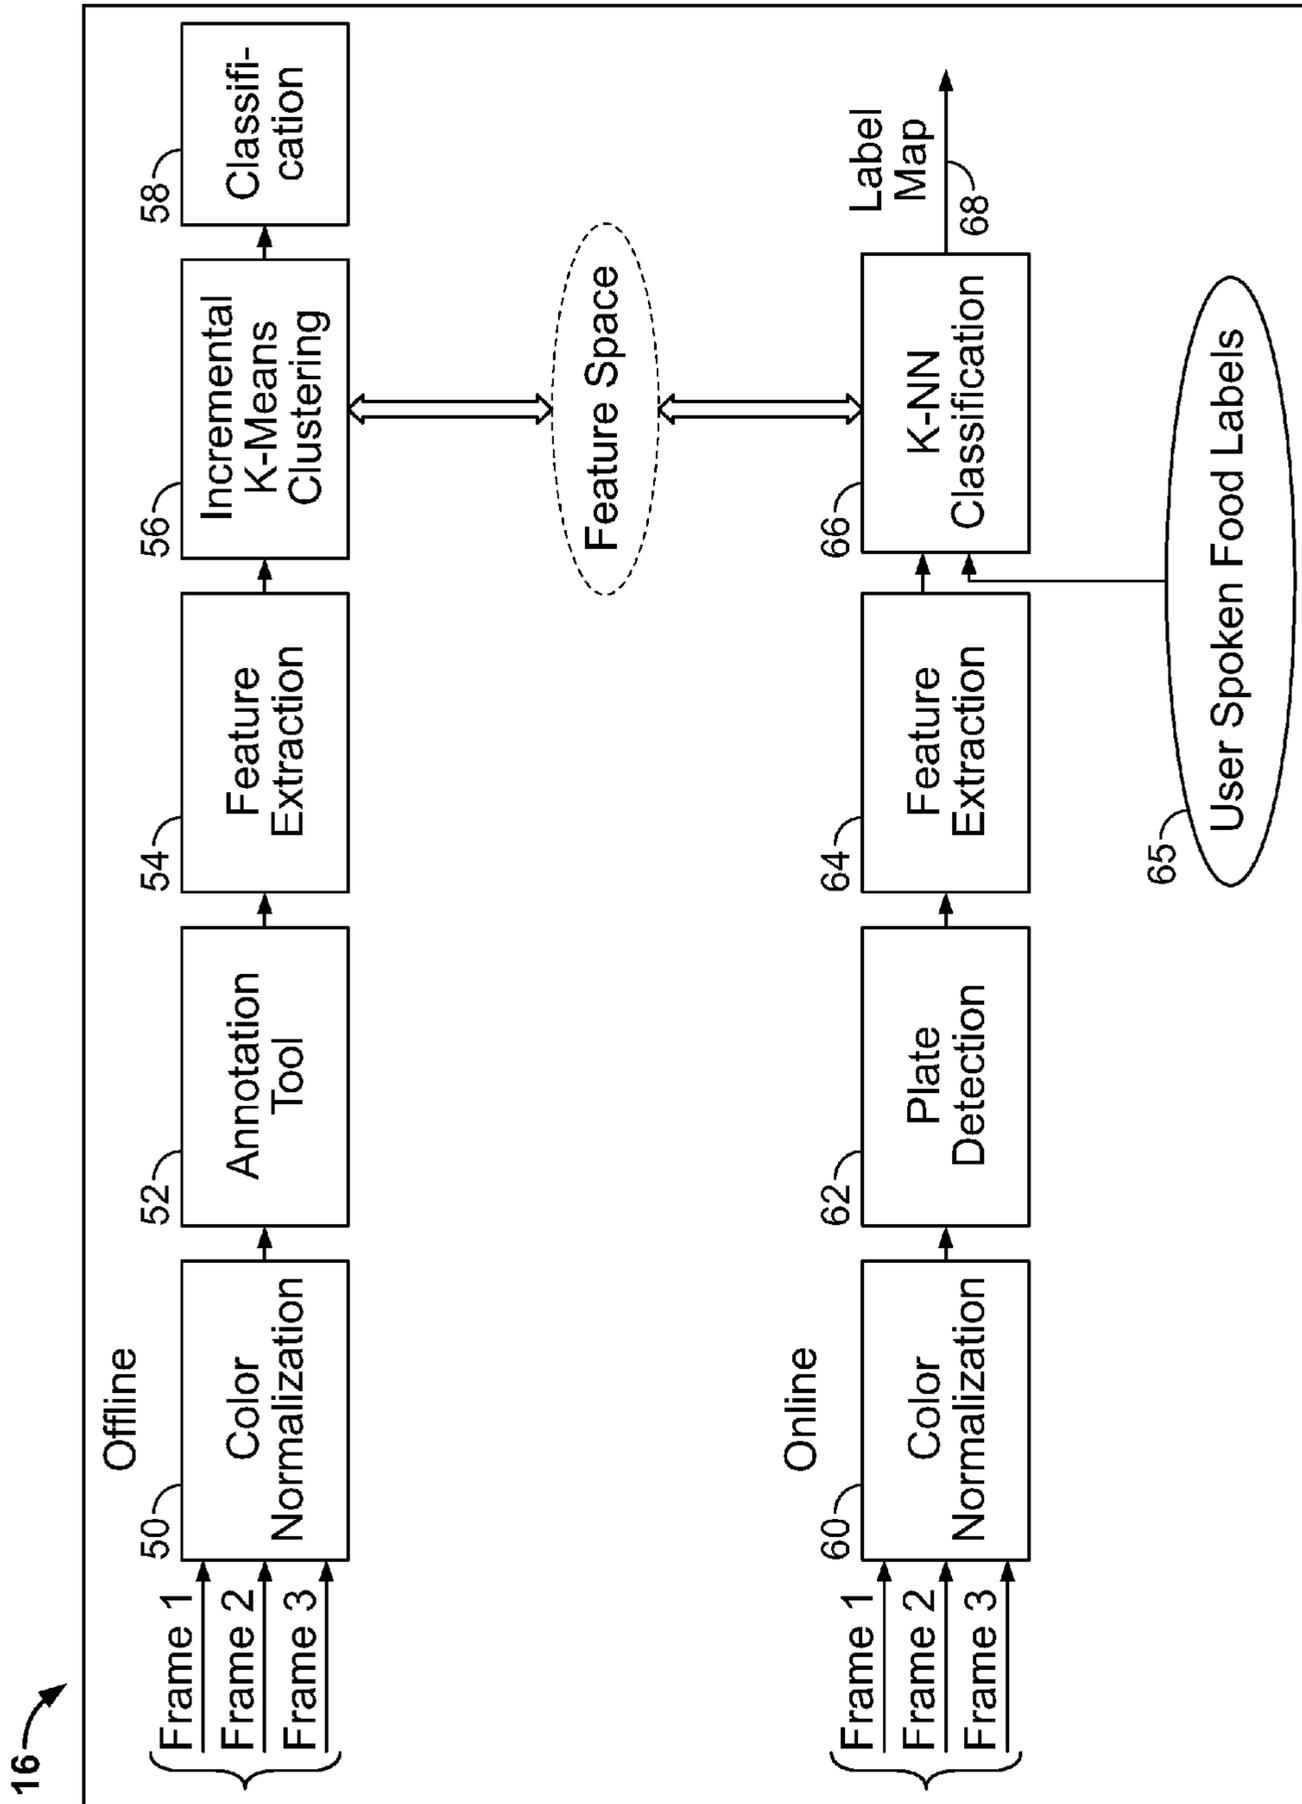 16
Offline
Frame 1
Frame 2
Frame 3
50
Color
Normalization
52
Annotation
Tool
54
Feature
Extraction
56
Incremental
K-Means
Clustering
58
Classifi-
cation
Feature Space
Online
Frame 1
Frame 2
Frame 3
60
Color
Normalization
62
Plate
Detection
64
Feature
Extraction
66
K-NN
Classification
Label
Map
68
65
User Spoken Food Labels